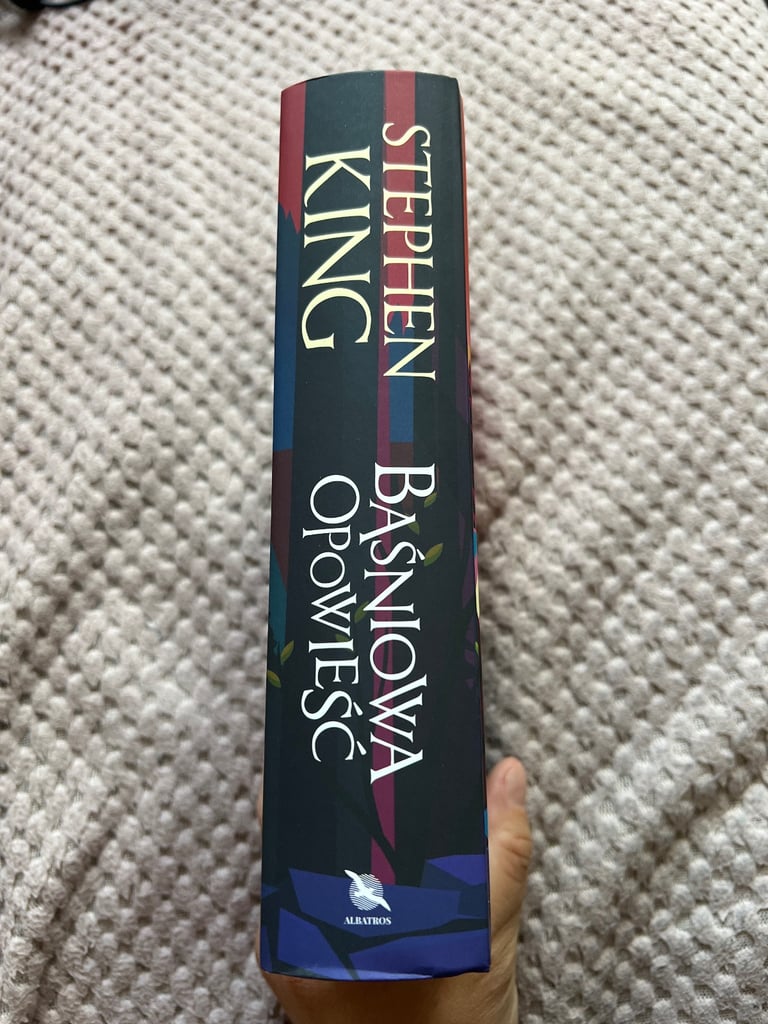 STEPHEN
KING
BAŚNIOWA
OPOWIEŚĆ
ALBATROS